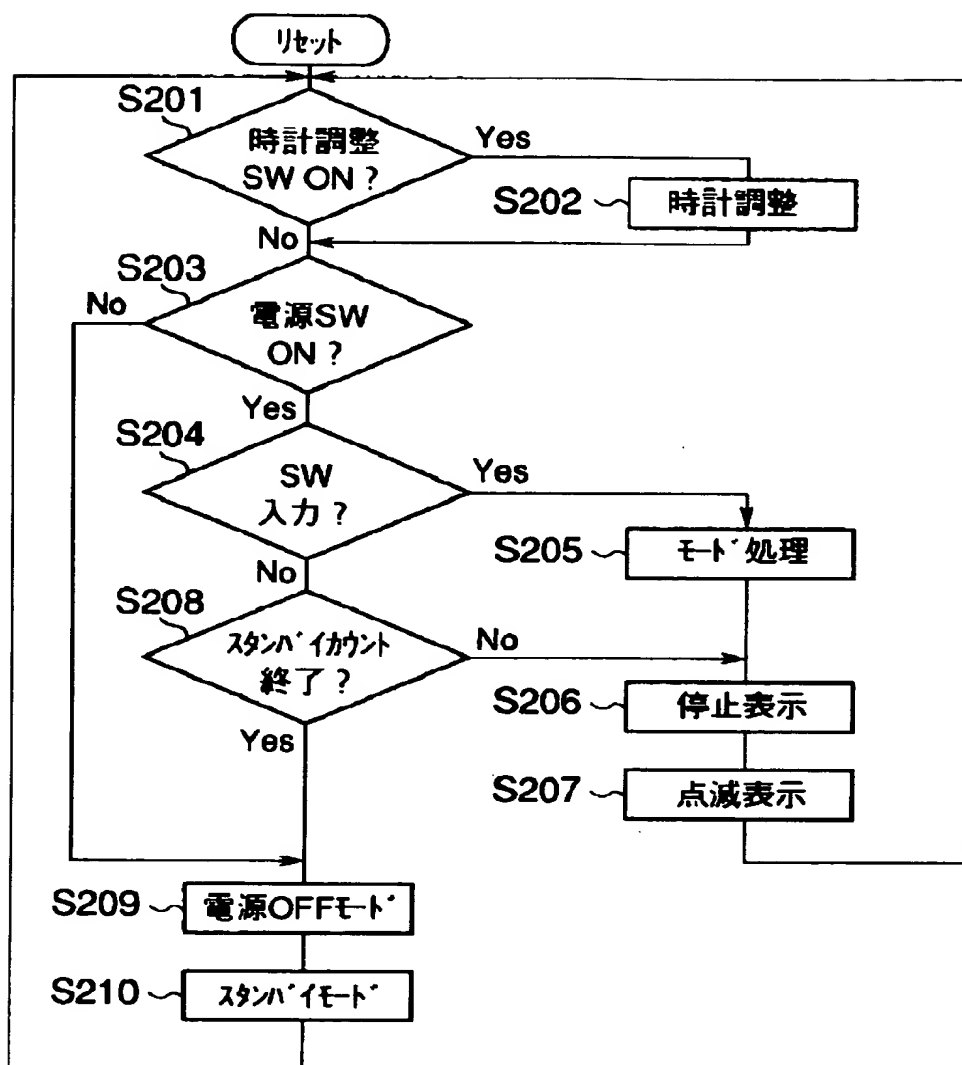 リセット
S201
時計調整
SW ON ?
Yes
S202
時計調整
No
S203
No
電源SW
ON ?
Yes
S204
SW
入力 ?
Yes
S205
モード処理
No
S208
スタンバイカウント
終了 ?
No
S206
停止表示
Yes
S207
点滅表示
S209
電源OFFモード
S210
スタンバイモード